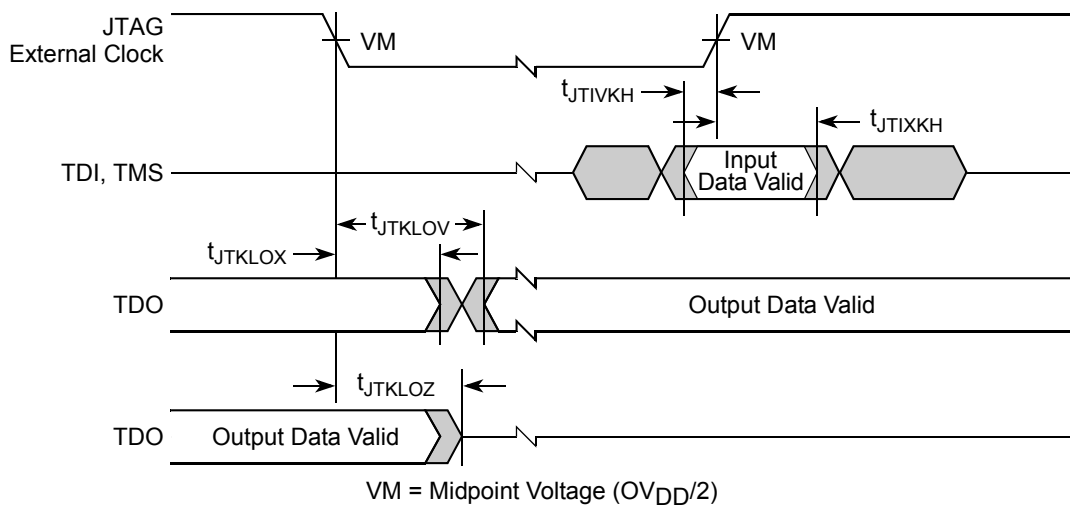 JTAG
External Clock
VM
VM
tJTIVKH
tJTIXKH
TDI, TMS
Input
Data Valid
tJTKLOV
tJTKLOX
TDO
Output Data Valid
tJTKLOZ
TDO
Output Data Valid
VM = Midpoint Voltage (OVDD/2)